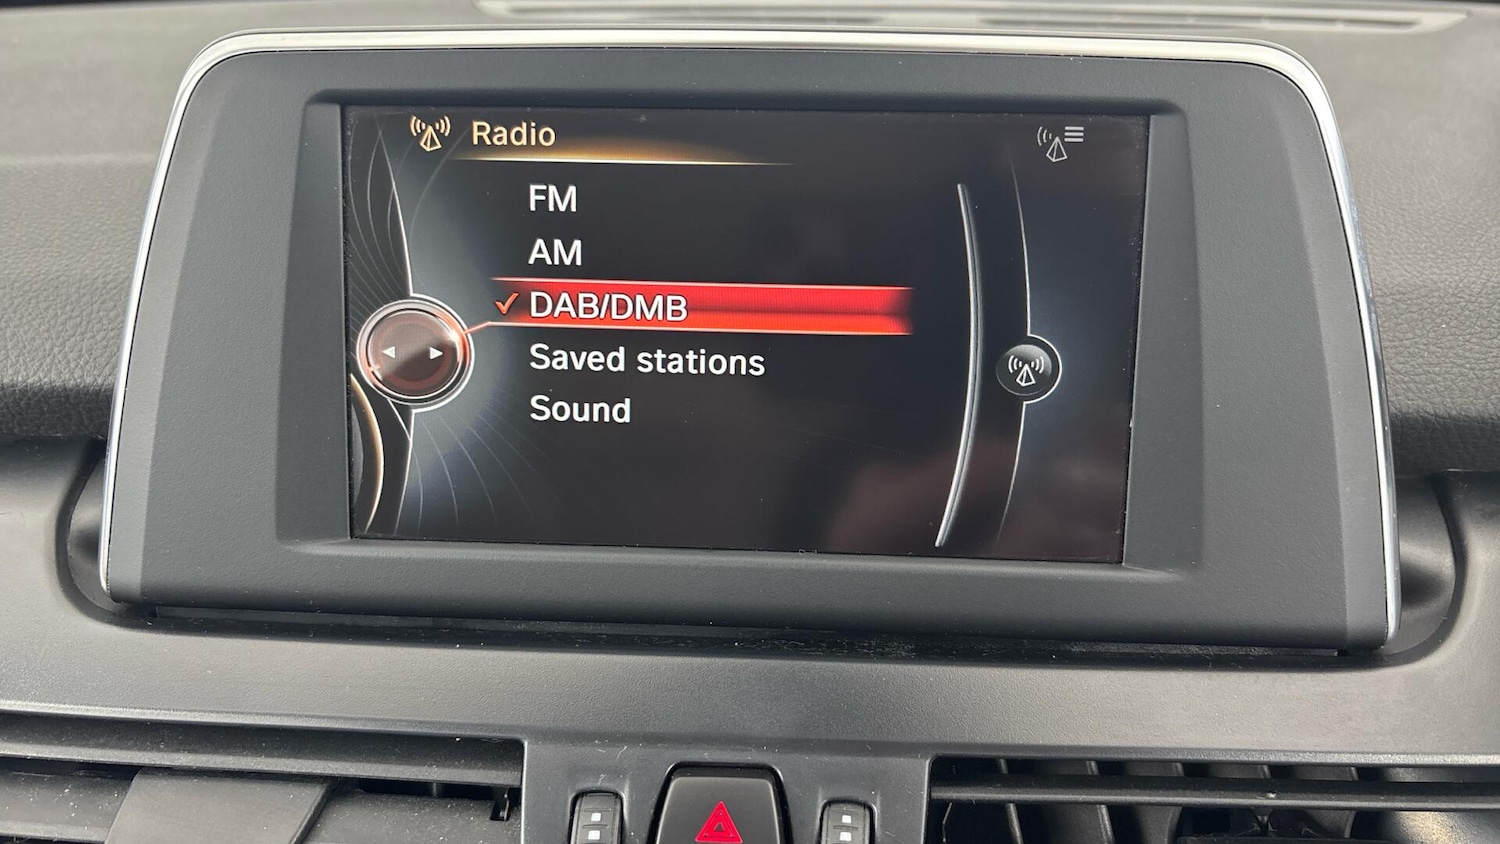 Radio
FM
AM
✓ DAB/DMB
Saved stations
Sound